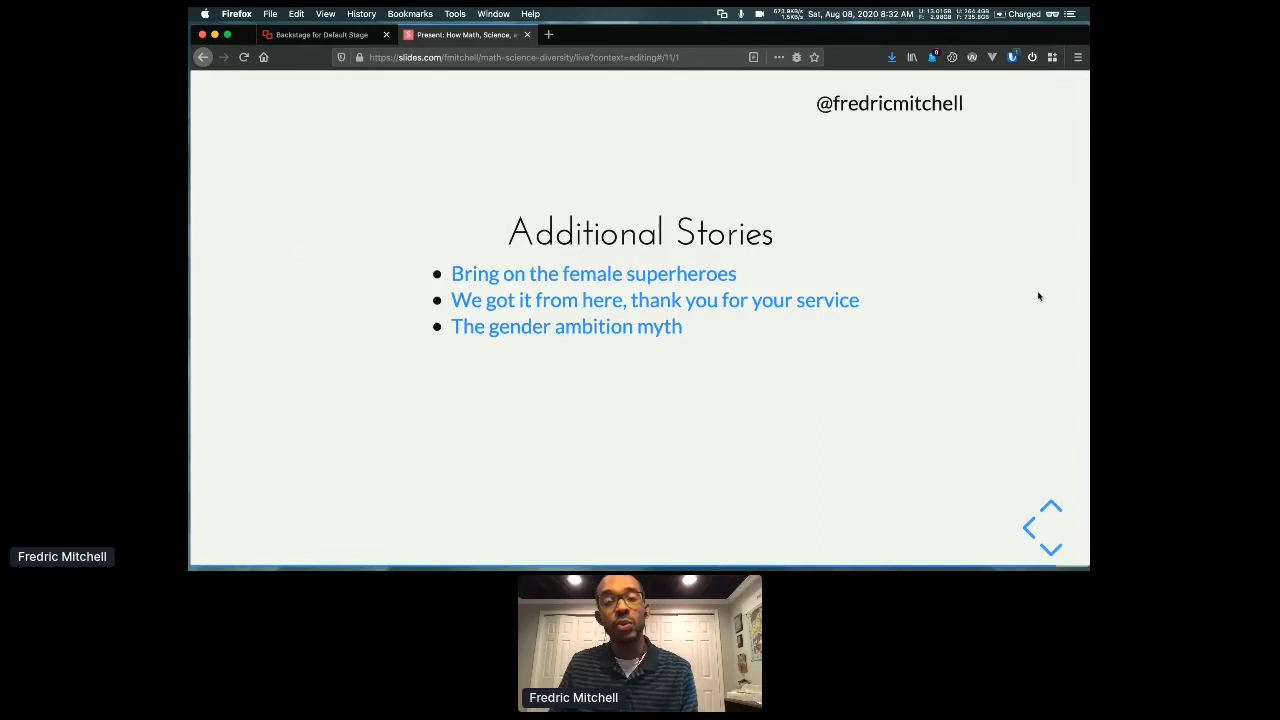 Firefox File Edit View History Bookmarks Tools Window Help
Sat, Aug 08, 2020 8:32 AM
Charged
Backstage for Default Stage
Present: How Math, Science,
https://slides.com/fmitchell/math-science-diversity/live?context=editing#/11/1
@fredricmitchell
Additional Stories
Bring on the female superheroes
We got it from here, thank you for your service
The gender ambition myth
Fredric Mitchell
Fredric Mitchell